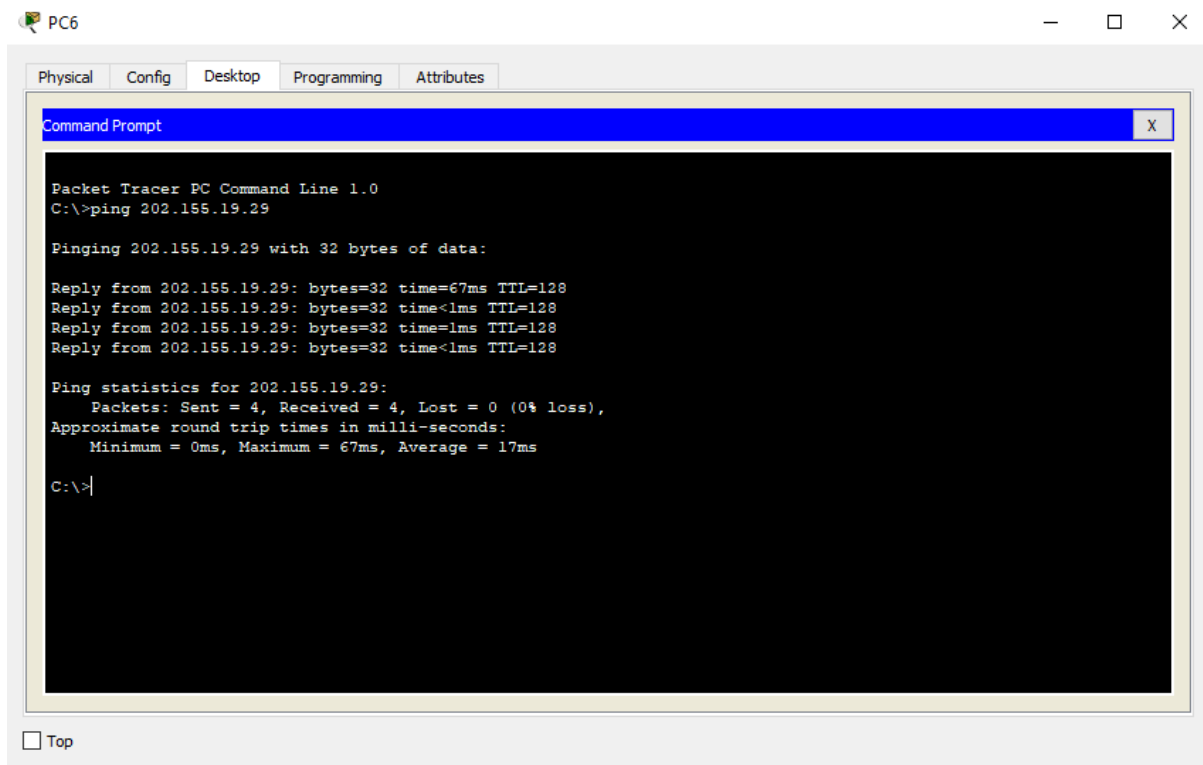 PC6
Physical Config Desktop Programming Attributes
Command Prompt X
Packet Tracer PC Command Line 1.0
C:\>ping 202.155.19.29
Pinging 202.155.19.29 with 32 bytes of data:
Reply from 202.155.19.29: bytes=32 time=67ms TTL=128
Reply from 202.155.19.29: bytes=32 time<1ms TTL=128
Reply from 202.155.19.29: bytes=32 time=1ms TTL=128
Reply from 202.155.19.29: bytes=32 time<1ms TTL=128
Ping statistics for 202.155.19.29:
Packets: Sent = 4, Received = 4, Lost = 0 (0% loss),
Approximate round trip times in milli-seconds:
Minimum = 0ms, Maximum = 67ms, Average = 17ms
C:\>
Top